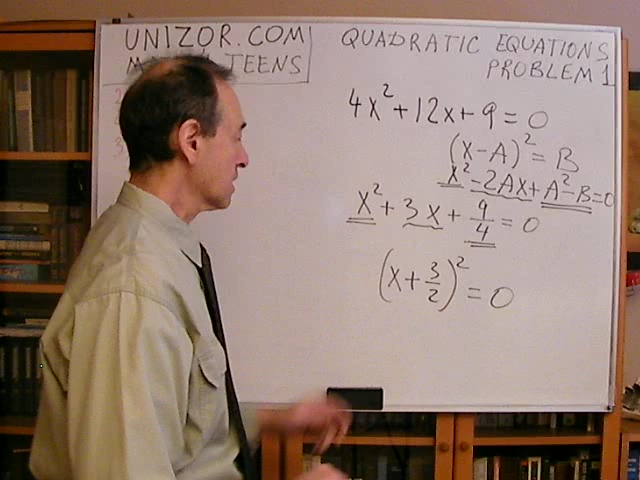 UNIZOR.COM
TEENS
QUADRATIC EQUATIONS
PROBLEM 1
4x² + 12x + 9 = 0
(x - A)² = B
x² - 2Ax + A² - B = 0
x² + 3x + 9/4 = 0
(x + 3/2)² = 0